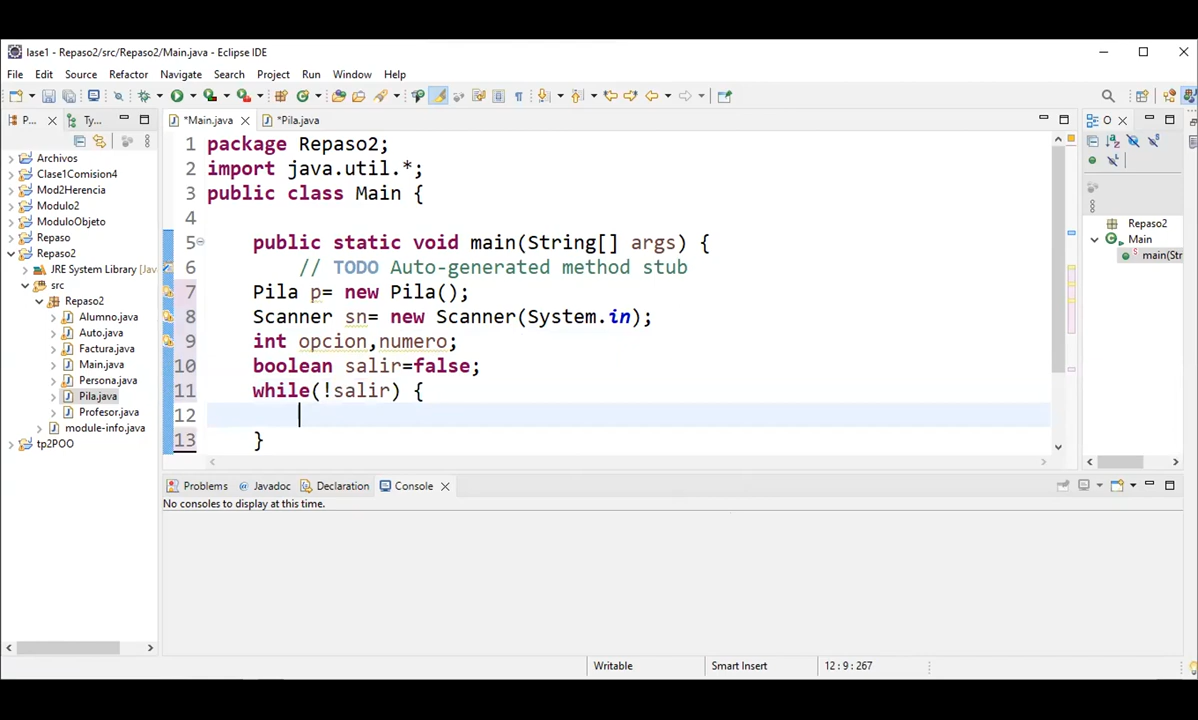 lase1 - Repaso2/src/Repaso2/Main.java - Eclipse IDE
File Edit Source Refactor Navigate Search Project Run Window Help
P... Ty... *Main.java *Pila.java O
Archivos
Clase1Comision4
Mod2Herencia
Modulo2
ModuloObjeto
Repaso
Repaso2
JRE System Library [Jav
src
Repaso2
Alumno.java
Auto.java
Factura.java
Main.java
Persona.java
Pila.java
Profesor.java
module-info.java
tp2POO
1 package Repaso2;
2 import java.util.*;
3 public class Main {
4
5 public static void main(String[] args) {
6 // TODO Auto-generated method stub
7 Pila p= new Pila();
8 Scanner sn= new Scanner(System.in);
9 int opcion,numero;
10 boolean salir=false;
11 while(!salir) {
12
13 }
Repaso2
Main
main(Str
Problems @ Javadoc Declaration Console
No consoles to display at this time.
Writable Smart Insert 12 : 9 : 267